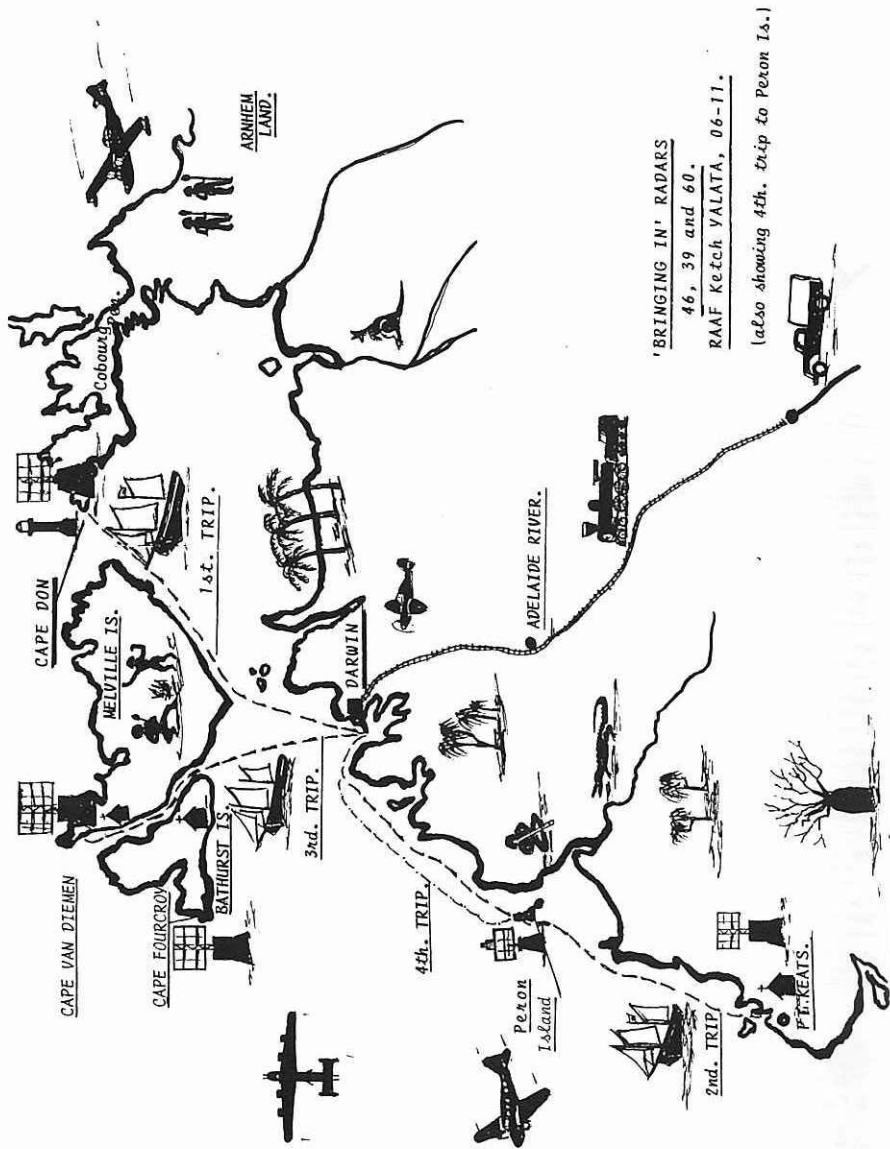 CAPE VAN DIEMEN
CAPE FOURCROY
BATHURST IS.
MELVILLE IS.
CAPE DON
Cobourg
Pen.
ARNHEM
LAND.
1st. TRIP.
3rd. TRIP.
DARWIN
4th. TRIP.
Peron
Island
2nd. TRIP
PT. KEATS.
ADELAIDE RIVER.
'BRINGING IN' RADARS
46, 39 and 60.
RAAF Ketch YALATA, 06-11.
(also showing 4th. trip to Peron Is.)